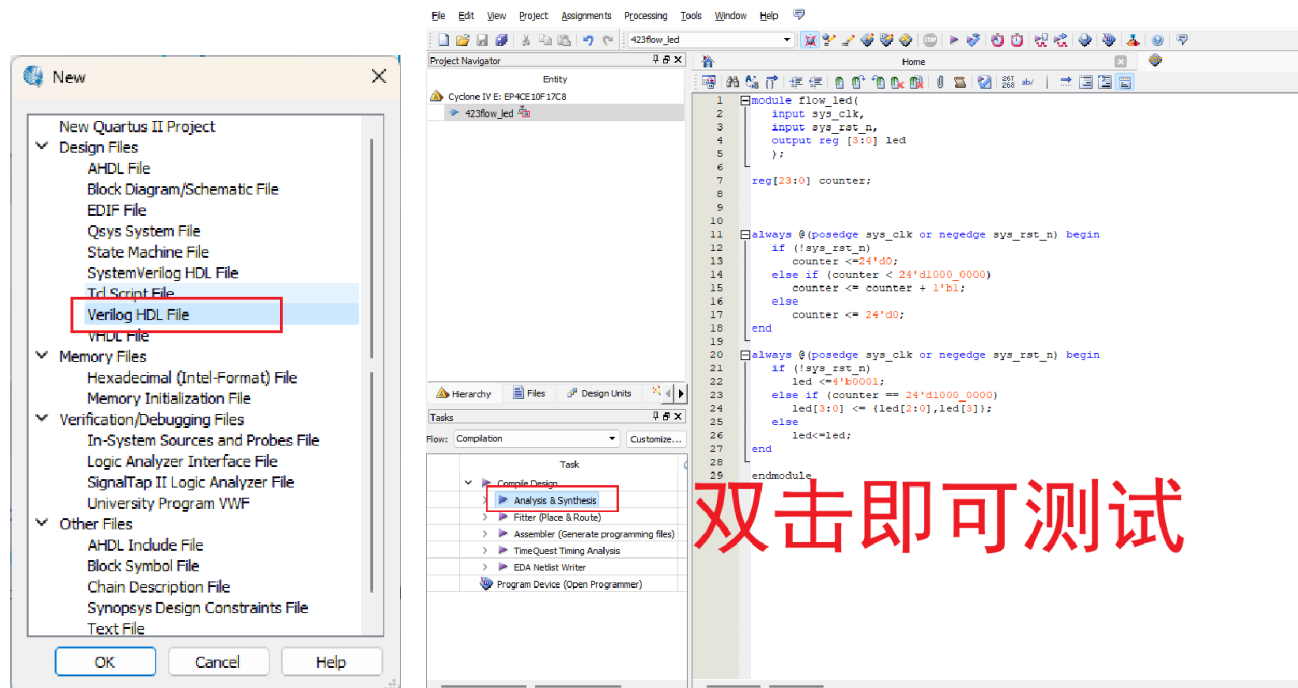 New
New Quartus II Project
Design Files
AHDL File
Block Diagram/Schematic File
EDIF File
Qsys System File
State Machine File
SystemVerilog HDL File
Tcl Script File
Verilog HDL File
VHDL File
Memory Files
Hexadecimal (Intel-Format) File
Memory Initialization File
Verification/Debugging Files
In-System Sources and Probes File
Logic Analyzer Interface File
SignalTap II Logic Analyzer File
University Program VWF
Other Files
AHDL Include File
Block Symbol File
Chain Description File
Synopsys Design Constraints File
Text File
OK Cancel Help
File Edit View Project Assignments Processing Tools Window Help
423flow_led
Project Navigator
Entity
Cyclone IV E: EP4CE10F17C8
423flow_led
Hierarchy Files Design Units
Tasks
Flow: Compilation Customize...
Task
Compile Design
Analysis & Synthesis
Fitter (Place & Route)
Assembler (Generate programming files)
TimeQuest Timing Analysis
EDA Netlist Writer
Program Device (Open Programmer)
Home
267
268 ab/
1 module flow_led(
2 input sys_clk,
3 input sys_rst_n,
4 output reg [3:0] led
5 );
6
7 reg[23:0] counter;
8
9
10
11 always @(posedge sys_clk or negedge sys_rst_n) begin
12 if (!sys_rst_n)
13 counter <=24'd0;
14 else if (counter < 24'd1000_0000)
15 counter <= counter + 1'b1;
16 else
17 counter <= 24'd0;
18 end
19
20 always @(posedge sys_clk or negedge sys_rst_n) begin
21 if (!sys_rst_n)
22 led <=4'b0001;
23 else if (counter == 24'd1000_0000)
24 led[3:0] <= {led[2:0],led[3]};
25 else
26 led<=led;
27 end
28
29 endmodule
双击即可测试